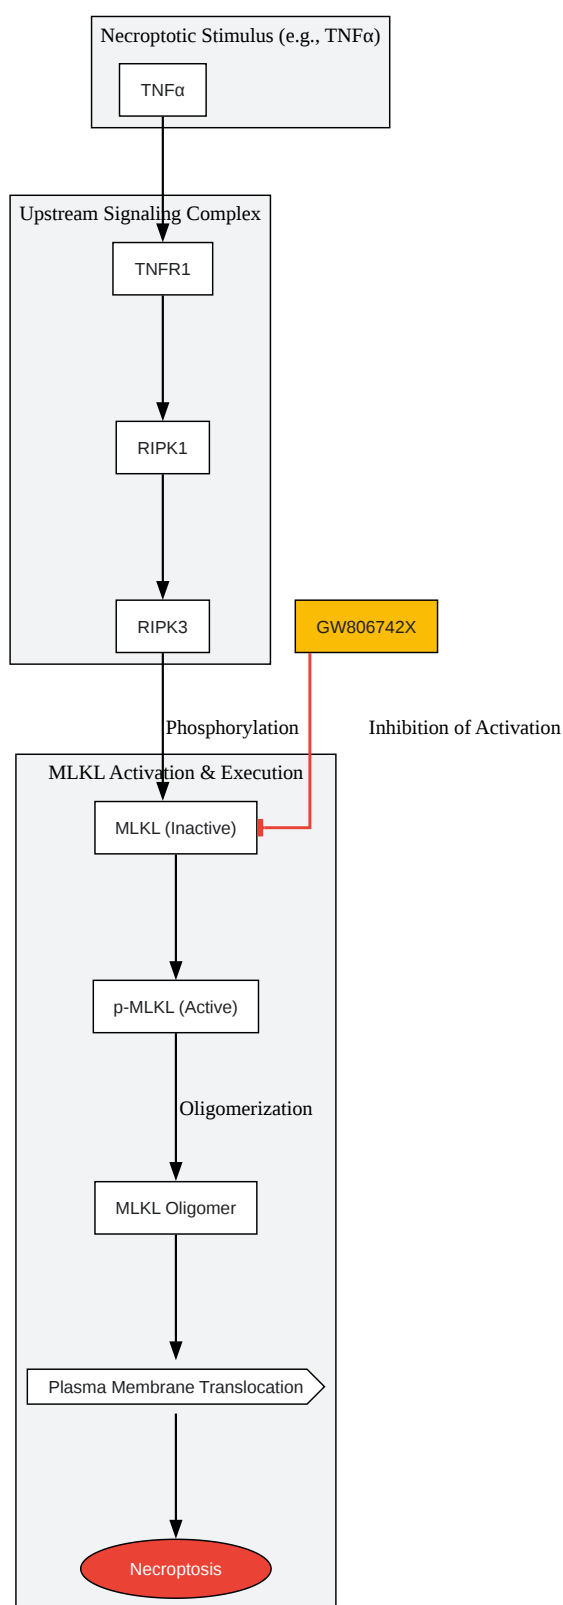 Necroptotic Stimulus (e.g., TNFα)
TNFα
Upstream Signaling Complex
TNFR1
RIPK1
RIPK3
GW806742X
Phosphorylation
Inhibition of Activation
MLKL Activation & Execution
MLKL (Inactive)
p-MLKL (Active)
Oligomerization
MLKL Oligomer
Plasma Membrane Translocation
Necroptosis